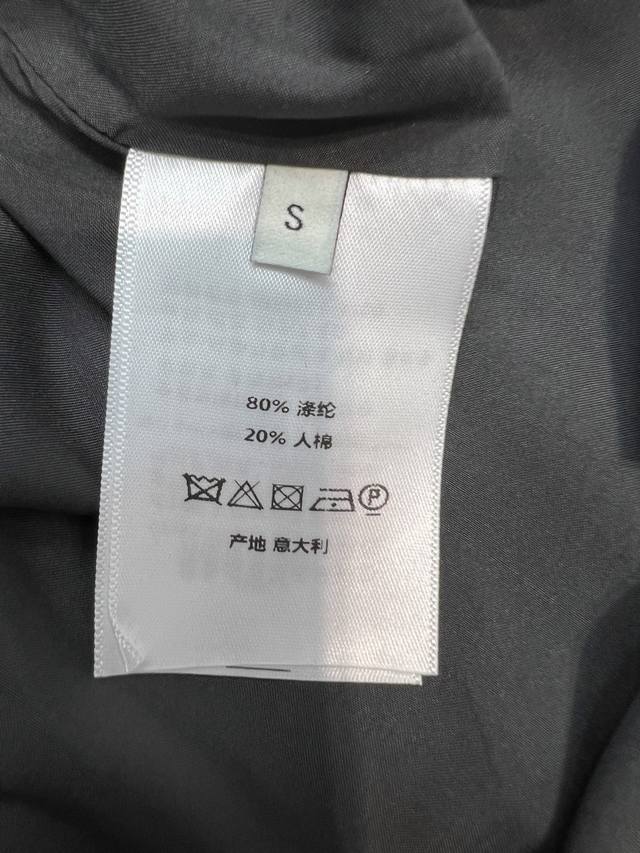 S
80% 涤纶
20% 人棉
P
产地 意大利